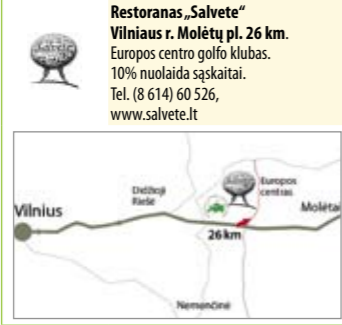 Salvete
Restoranas „Salvete“
Vilniaus r. Molėtų pl. 26 km.
Europos centro golfo klubas.
10% nuolaida sąskaitai.
Tel. (8 614) 60 526,
www.salvete.lt
Didžioji
Riešė
Europos
centras
Vilnius
Molėtai
26 km
Nemenčinė